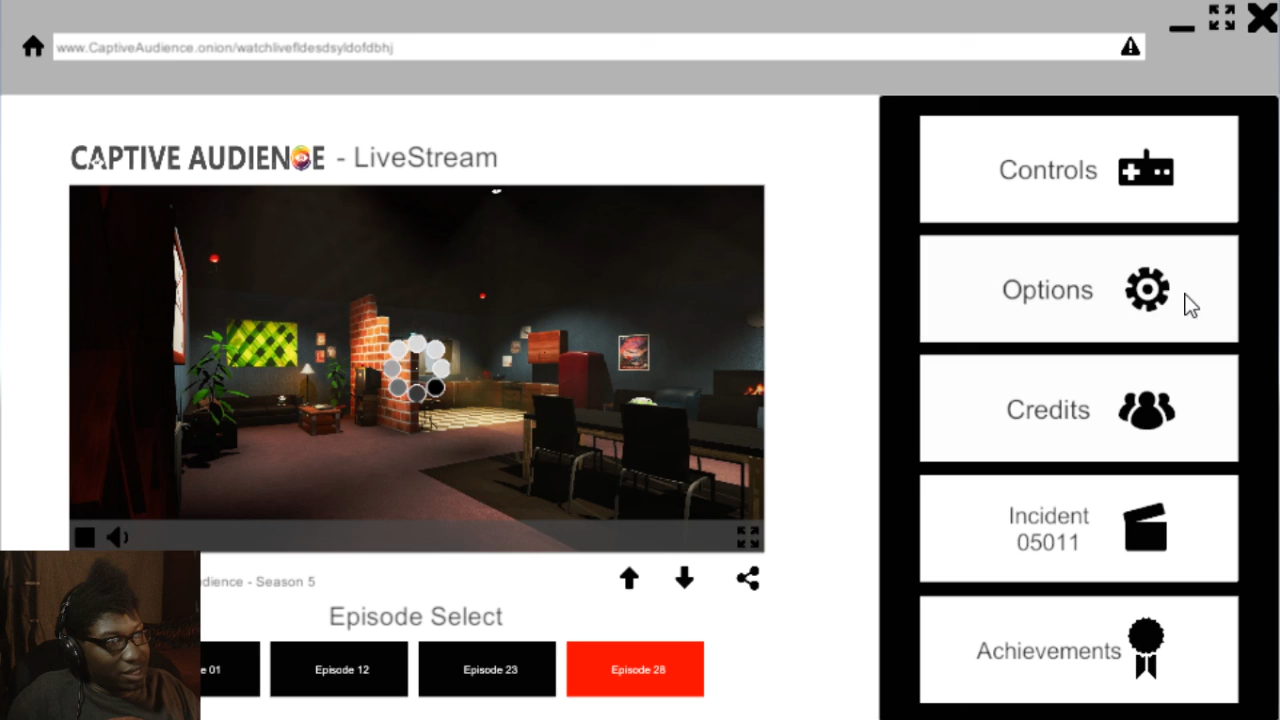 www.CaptiveAudience.onion/watchlivefldesdsyldofdbhj
CAPTIVE AUDIENCE - LiveStream
Controls
Options
Credits
Incident
05011
Achievements
dience - Season 5
Episode Select
e 01
Episode 12
Episode 23
Episode 28